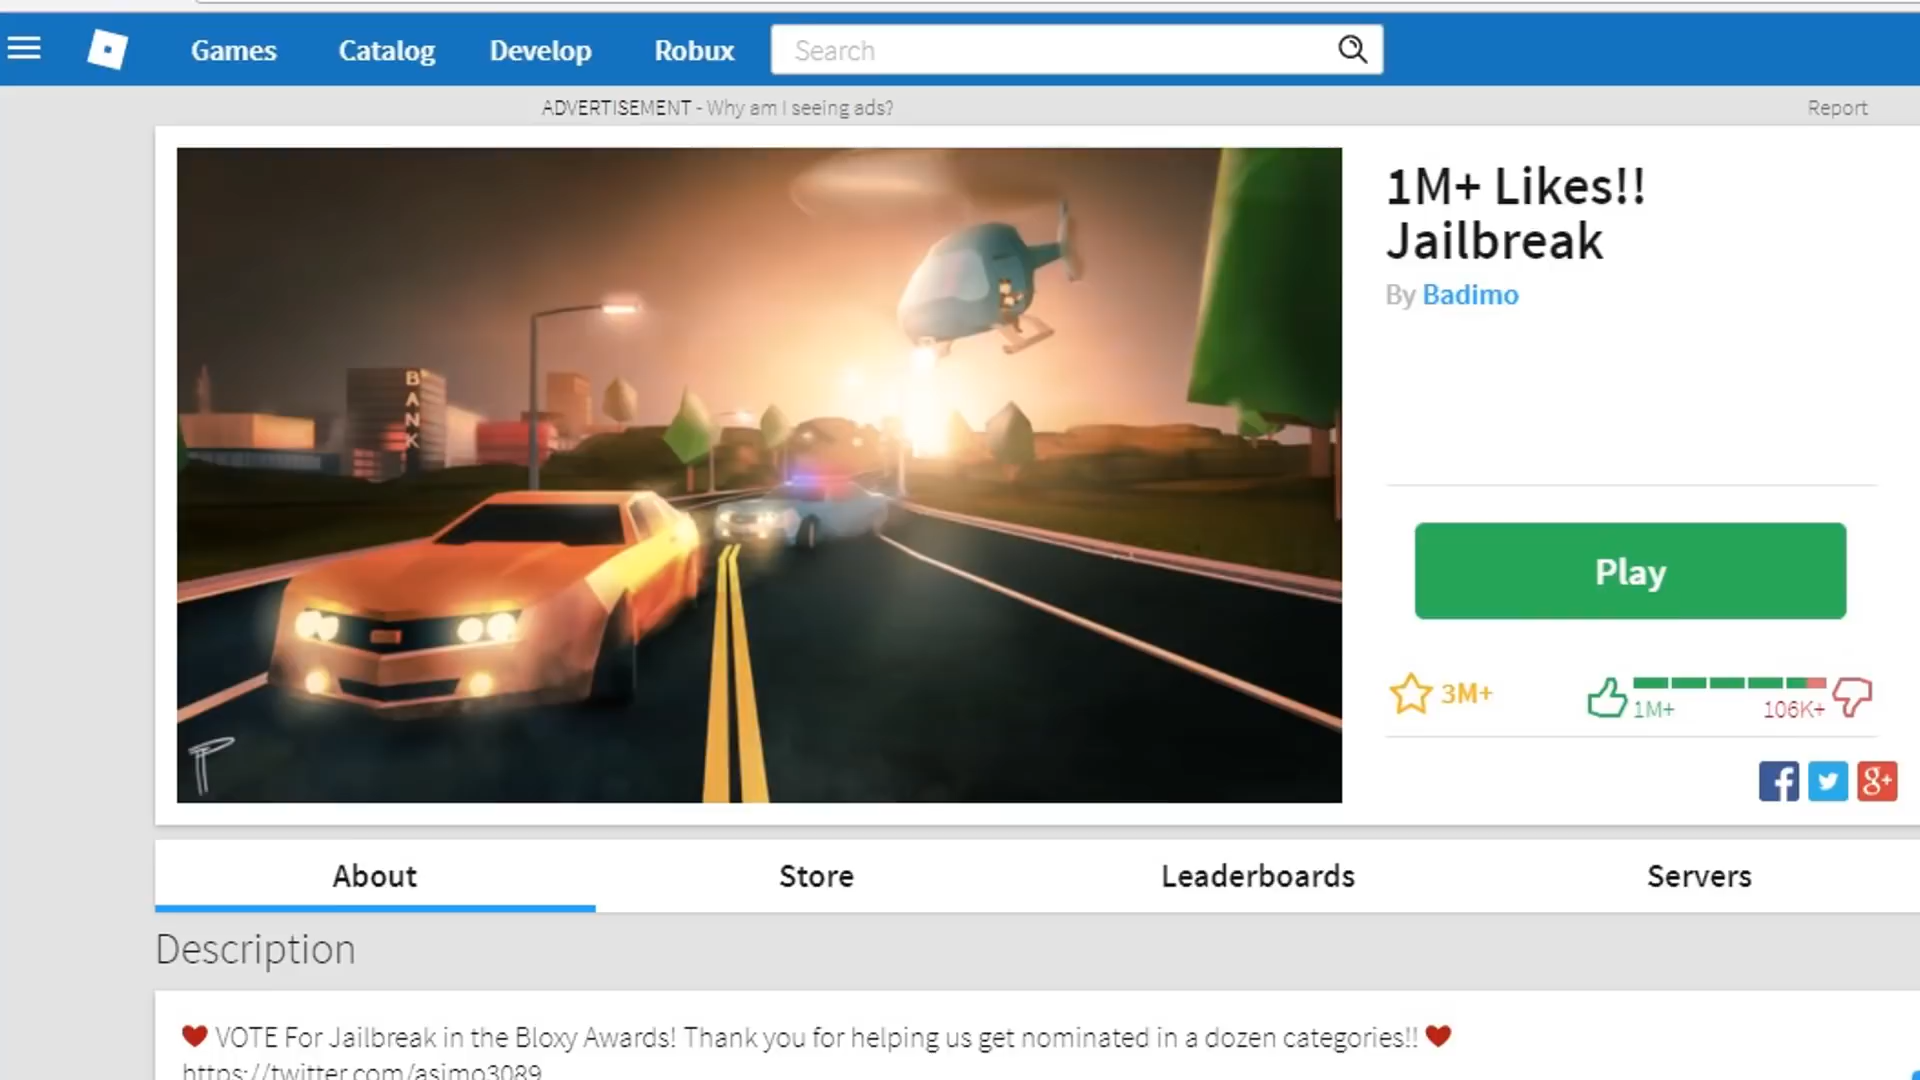 Games Catalog Develop Robux Search
ADVERTISEMENT - Why am I seeing ads? Report
BANK
1M+ Likes!!
Jailbreak
By Badimo
Play
3M+ 1M+ 106K+
About Store Leaderboards Servers
Description
VOTE For Jailbreak in the Bloxy Awards! Thank you for helping us get nominated in a dozen categories!!
https://twitter.com/asimo3089